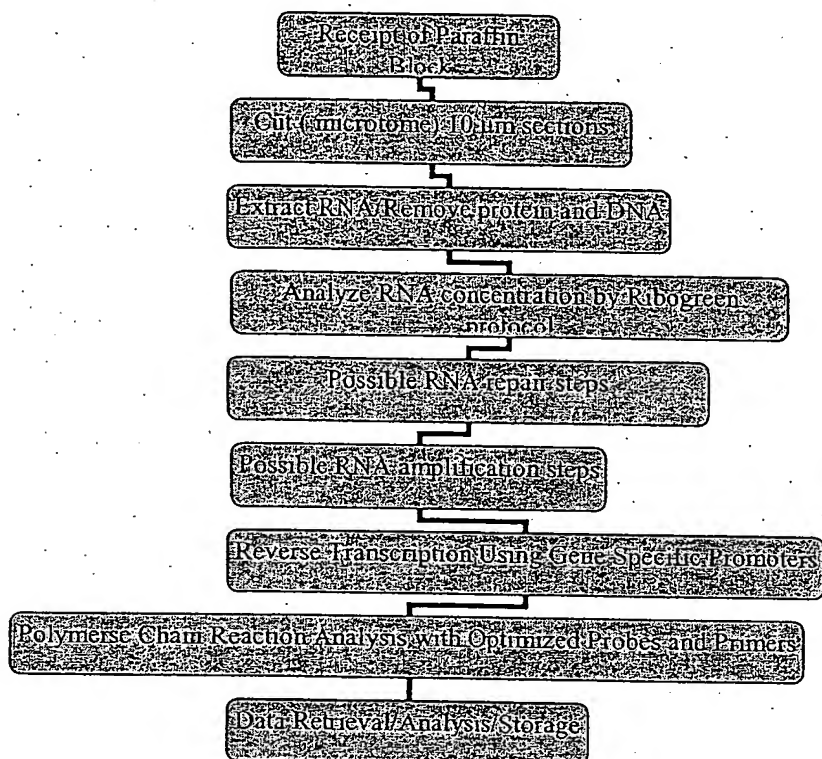 Receipt of Paraffin
Block
Cut (microtome) 10 µm sections
Extract RNA/Remove protein and DNA
Analyze RNA concentration by Ribogreen
protocol
Possible RNA repair steps
Possible RNA amplification steps
Reverse Transcription Using Gene Specific Promoters
Polymerse Chain Reaction Analysis with Optimized Probes and Primers
Data Retrieval/Analysis/Storage